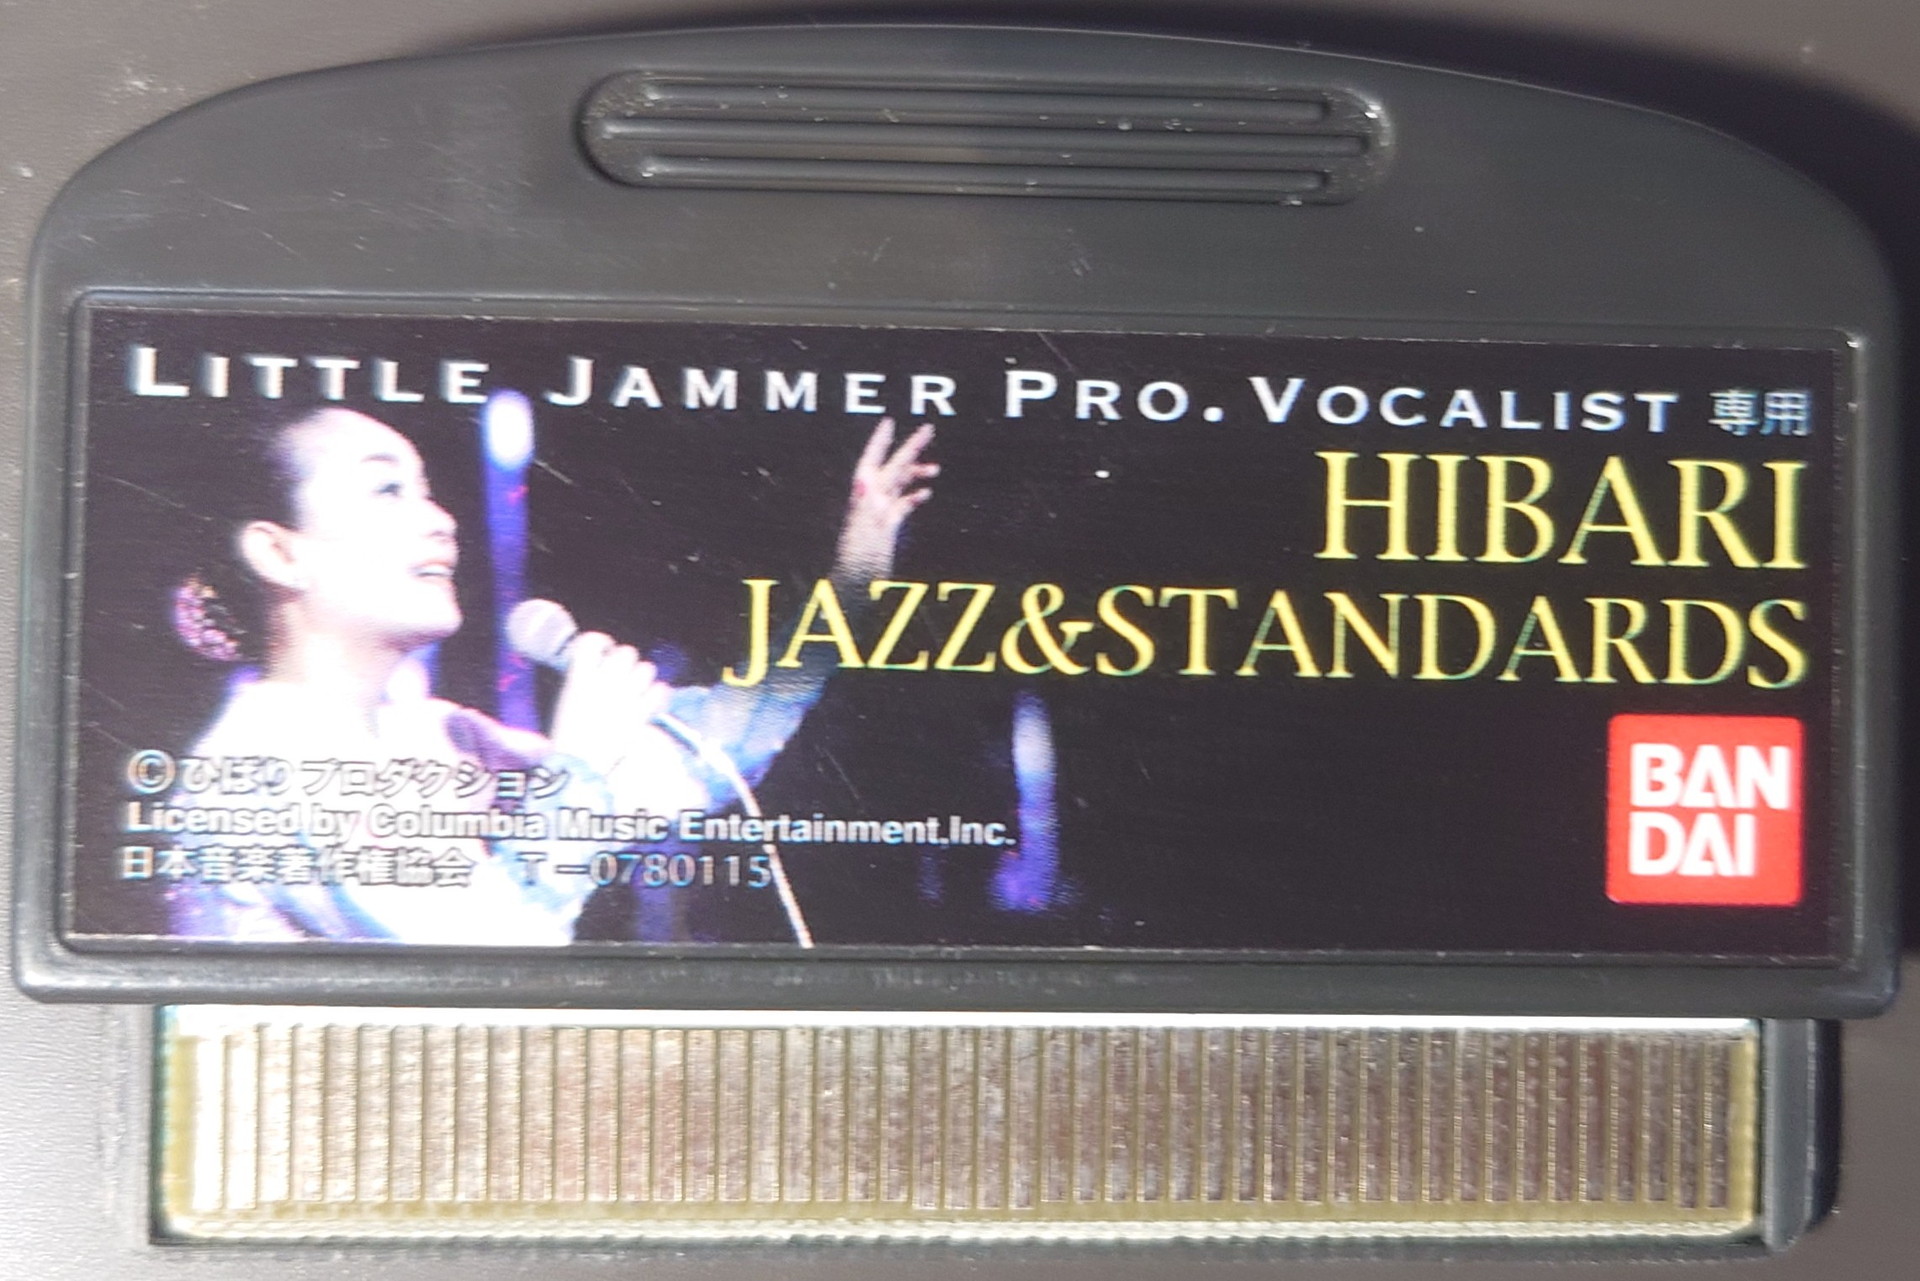 LITTLE JAMMER PRO. VOCALIST 専用
HIBARI
JAZZ&STANDARDS
©ひばりプロダクション
Licensed by Columbia Music Entertainment,Inc.
日本音楽著作権協会 T-0780115
BAN
DAI